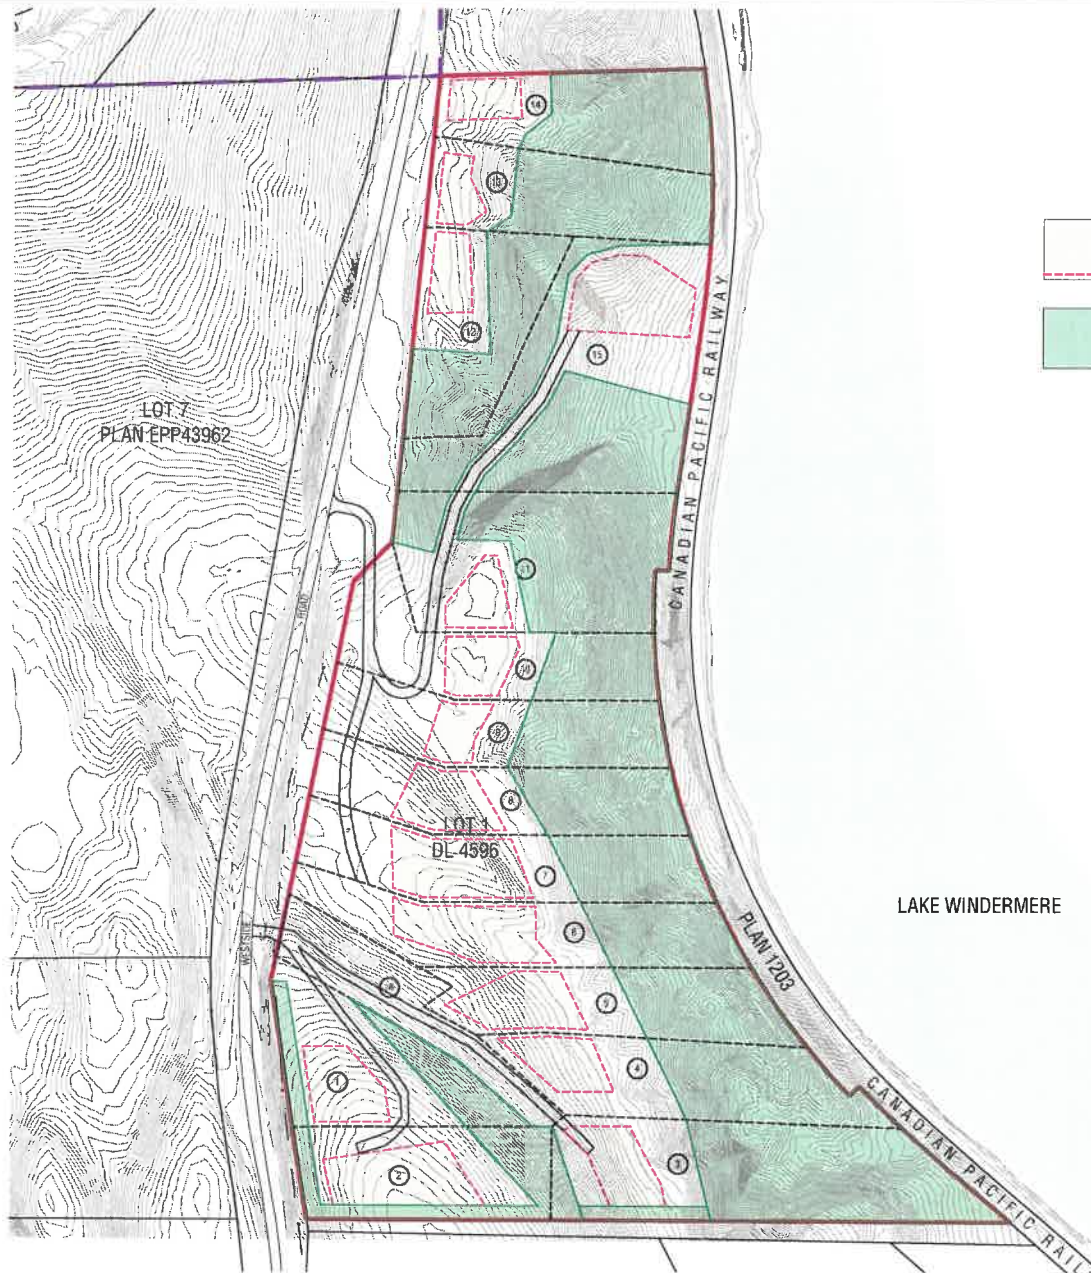 14
13
12
15
CANADIAN PACIFIC RAILWAY
LOT 7
PLAN EPP43962
11
ROAD
10
9
8
LOT 1
DL 4596
7
LAKE WINDERMERE
6
WESTSIDE
PLAN 1203
5
4
1
CANADIAN PACIFIC RAIL
3
2